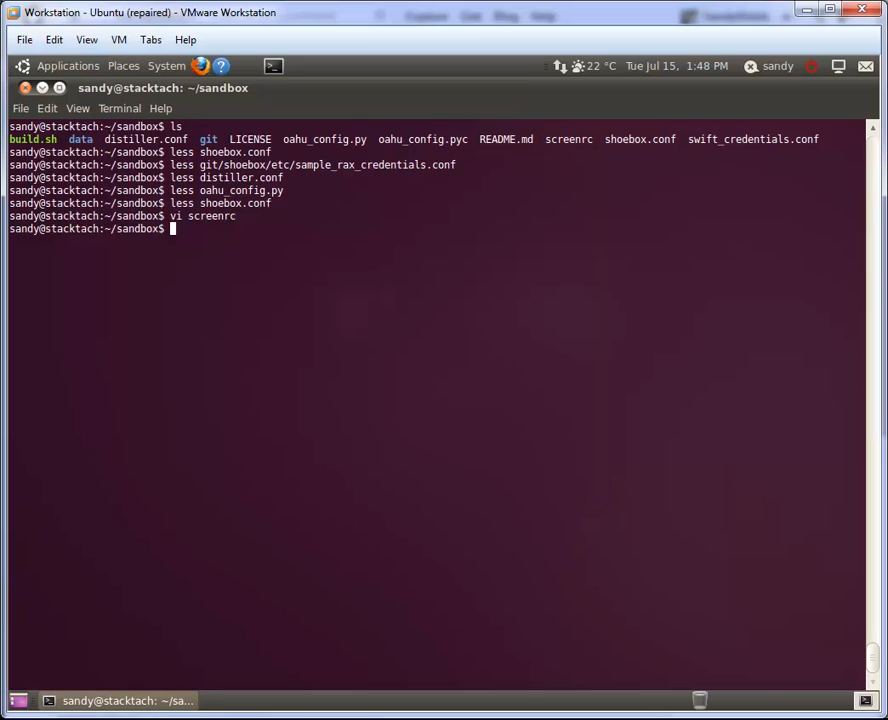 Workstation - Ubuntu (repaired) - VMware Workstation
File Edit View VM Tabs Help
Applications Places System ? 22 °C Tue Jul 15, 1:48 PM sandy
sandy@stacktach: ~/sandbox
File Edit View Terminal Help
sandy@stacktach:~/sandbox$ ls
build.sh data distiller.conf git LICENSE oahu_config.py oahu_config.pyc README.md screenrc shoebox.conf swift_credentials.conf
sandy@stacktach:~/sandbox$ less shoebox.conf
sandy@stacktach:~/sandbox$ less git/shoebox/etc/sample_rax_credentials.conf
sandy@stacktach:~/sandbox$ less distiller.conf
sandy@stacktach:~/sandbox$ less oahu_config.py
sandy@stacktach:~/sandbox$ less shoebox.conf
sandy@stacktach:~/sandbox$ vi screenrc
sandy@stacktach:~/sandbox$
sandy@stacktach: ~/sa...